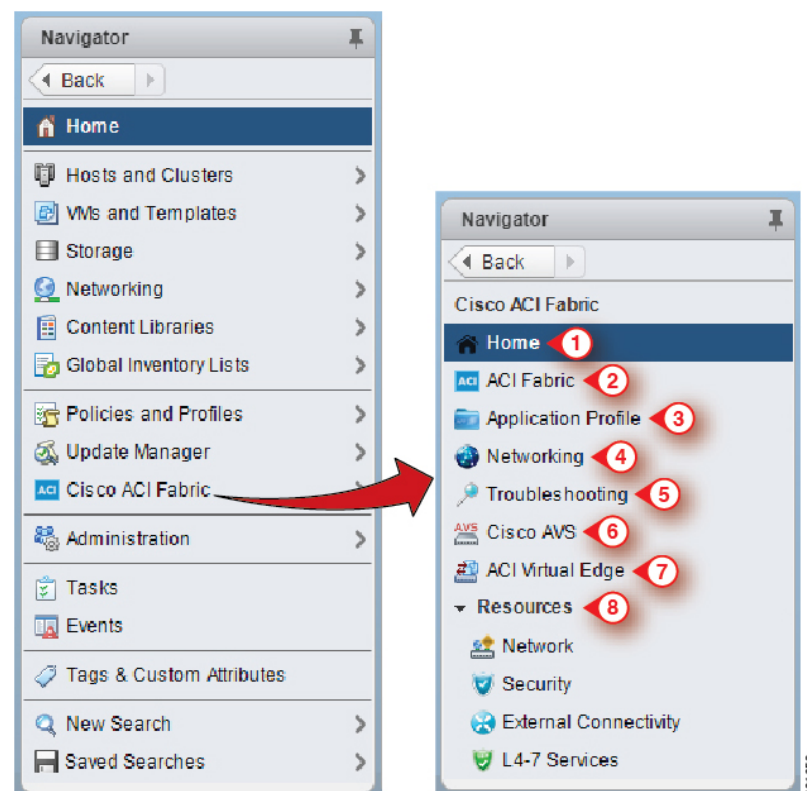 Navigator
Back
Home
Hosts and Clusters
VMs and Templates
Storage
Networking
Content Libraries
Global Inventory Lists
Policies and Profiles
Update Manager
ACI Cisco ACI Fabric
Administration
Tasks
Events
Tags & Custom Attributes
New Search
Saved Searches
Navigator
Back
Cisco ACI Fabric
Home 1
ACI ACI Fabric 2
Application Profile 3
Networking 4
Troubleshooting 5
AVS Cisco AVS 6
ACI Virtual Edge 7
Resources 8
Network
Security
External Connectivity
L4-7 Services